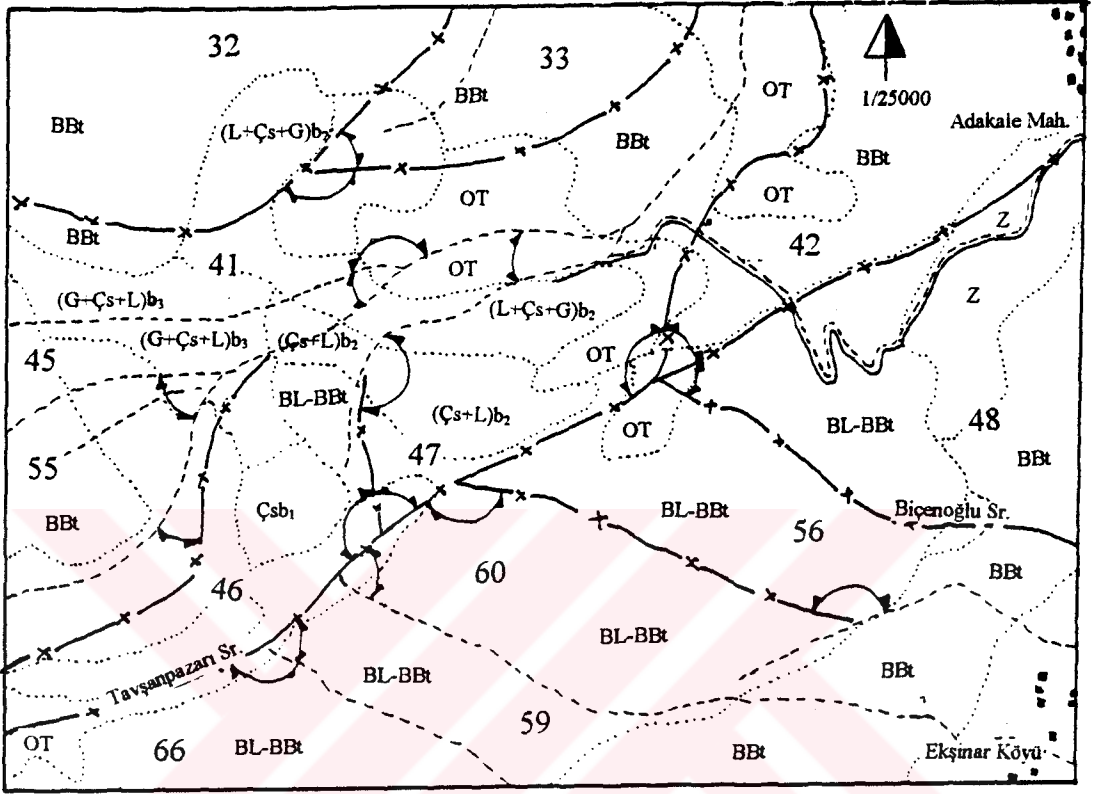 32
33
BBt
OT
1/25000
BBt
(L+Çs+G)b₂
Adakale Mah.
BBt
BBt
OT
OT
BBt
Z
42
41
OT
Z
(G+Çs+L)b₃
(L+Çs+G)b₂
(G+Çs+L)b₃
(Çs+L)b₂
45
OT
BL-BBt
(Çs+L)b₂
BL-BBt
48
OT
47
BBt
55
Çsb₁
BL-BBt
Biçenoğlu Sr.
BBt
56
60
BBt
46
BL-BBt
Tavşanpazarı Sr.
BL-BBt
BBt
59
OT
66
BL-BBt
BBt
Ekşinar Köyü